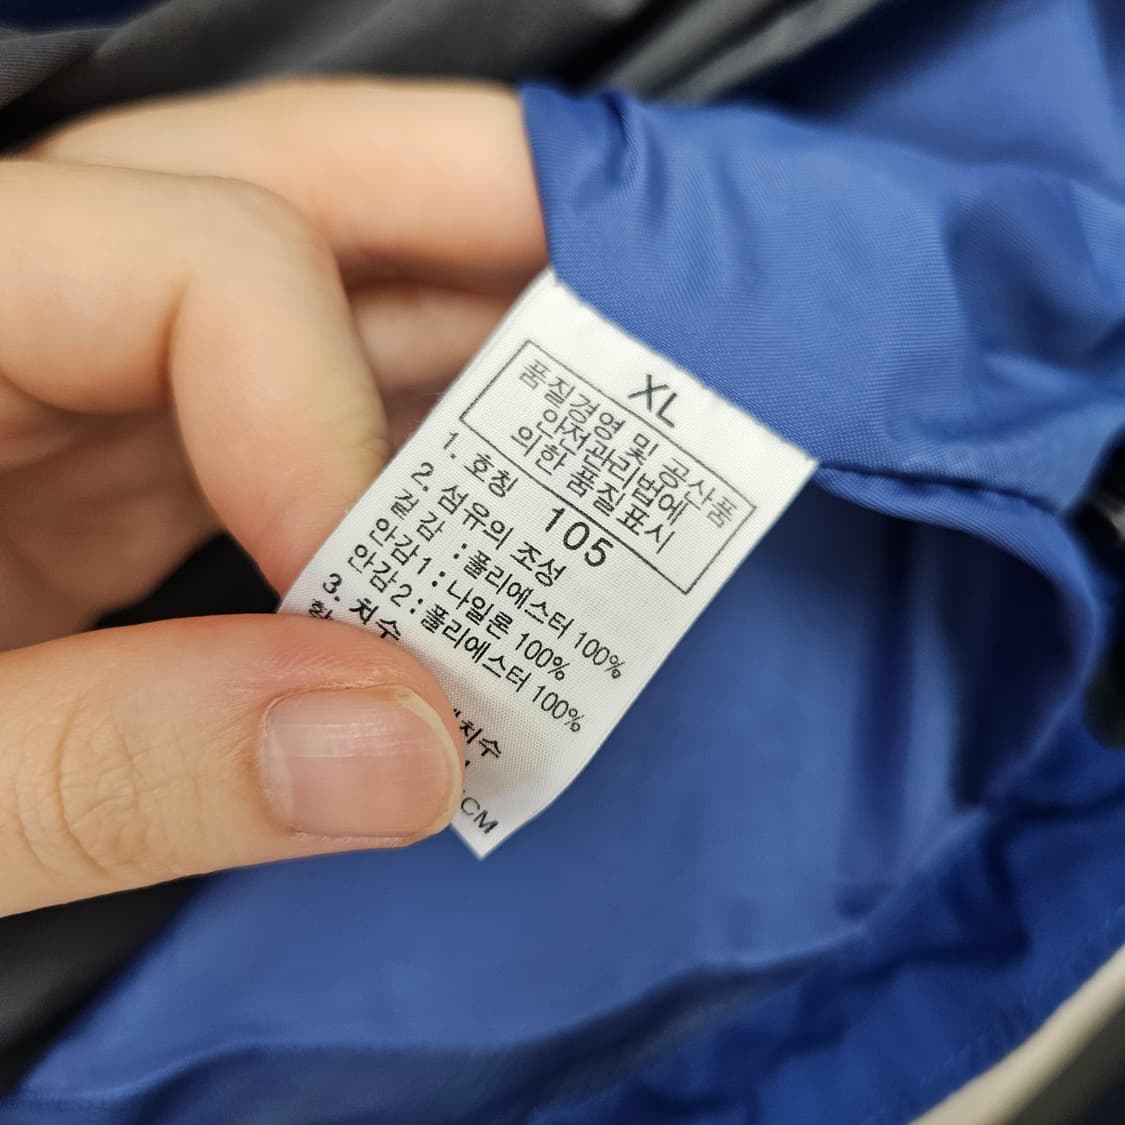 XL
품질경영 및 공산품
안전관리법에
의한 품질표시
1. 호칭 105
2. 섬유의 조성
겉감 : 폴리에스터 100%
안감1 : 나일론 100%
안감2 : 폴리에스터 100%
3. 치수
CM